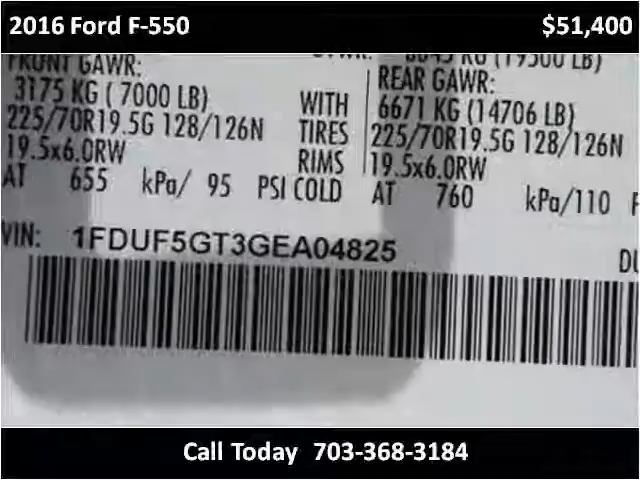 2016 Ford F-550 $51,400
(19500 LB)
FRONT GAWR: REAR GAWR:
3175 KG ( 7000 LB) WITH 6671 KG (14706 LB)
225/70R19.5G 128/126N TIRES 225/70R19.5G 128/126N
19.5x6.0RW RIMS 19.5x6.0RW
AT 655 kPa/ 95 PSI COLD AT 760 kPa/110
VIN: 1FDUF5GT3GEA04825
Call Today 703-368-3184